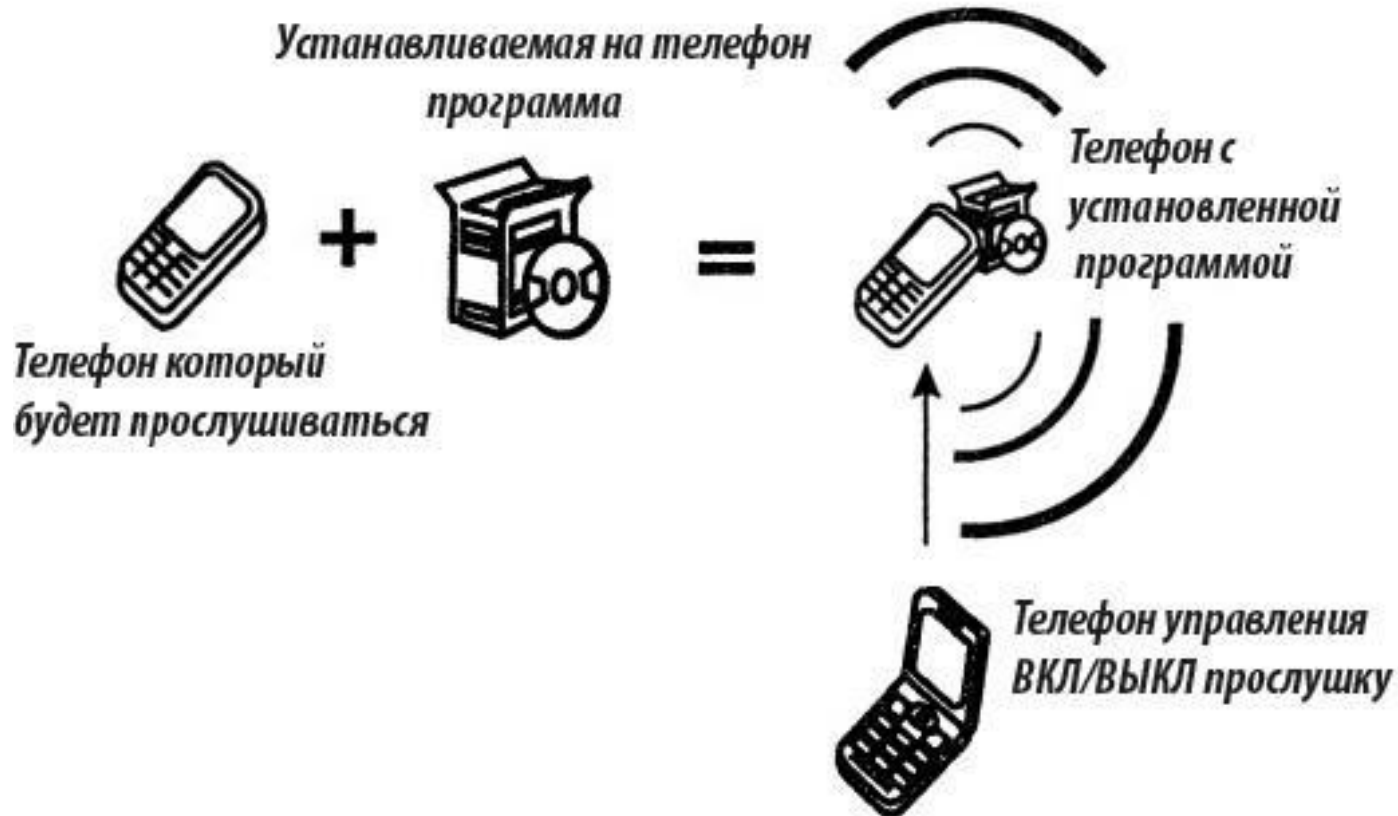 Устанавливаемая на телефон
программа
Телефон с
установленной
программой
Телефон который
будет прослушиваться
Телефон управления
ВКЛ/ВЫКЛ прослушку